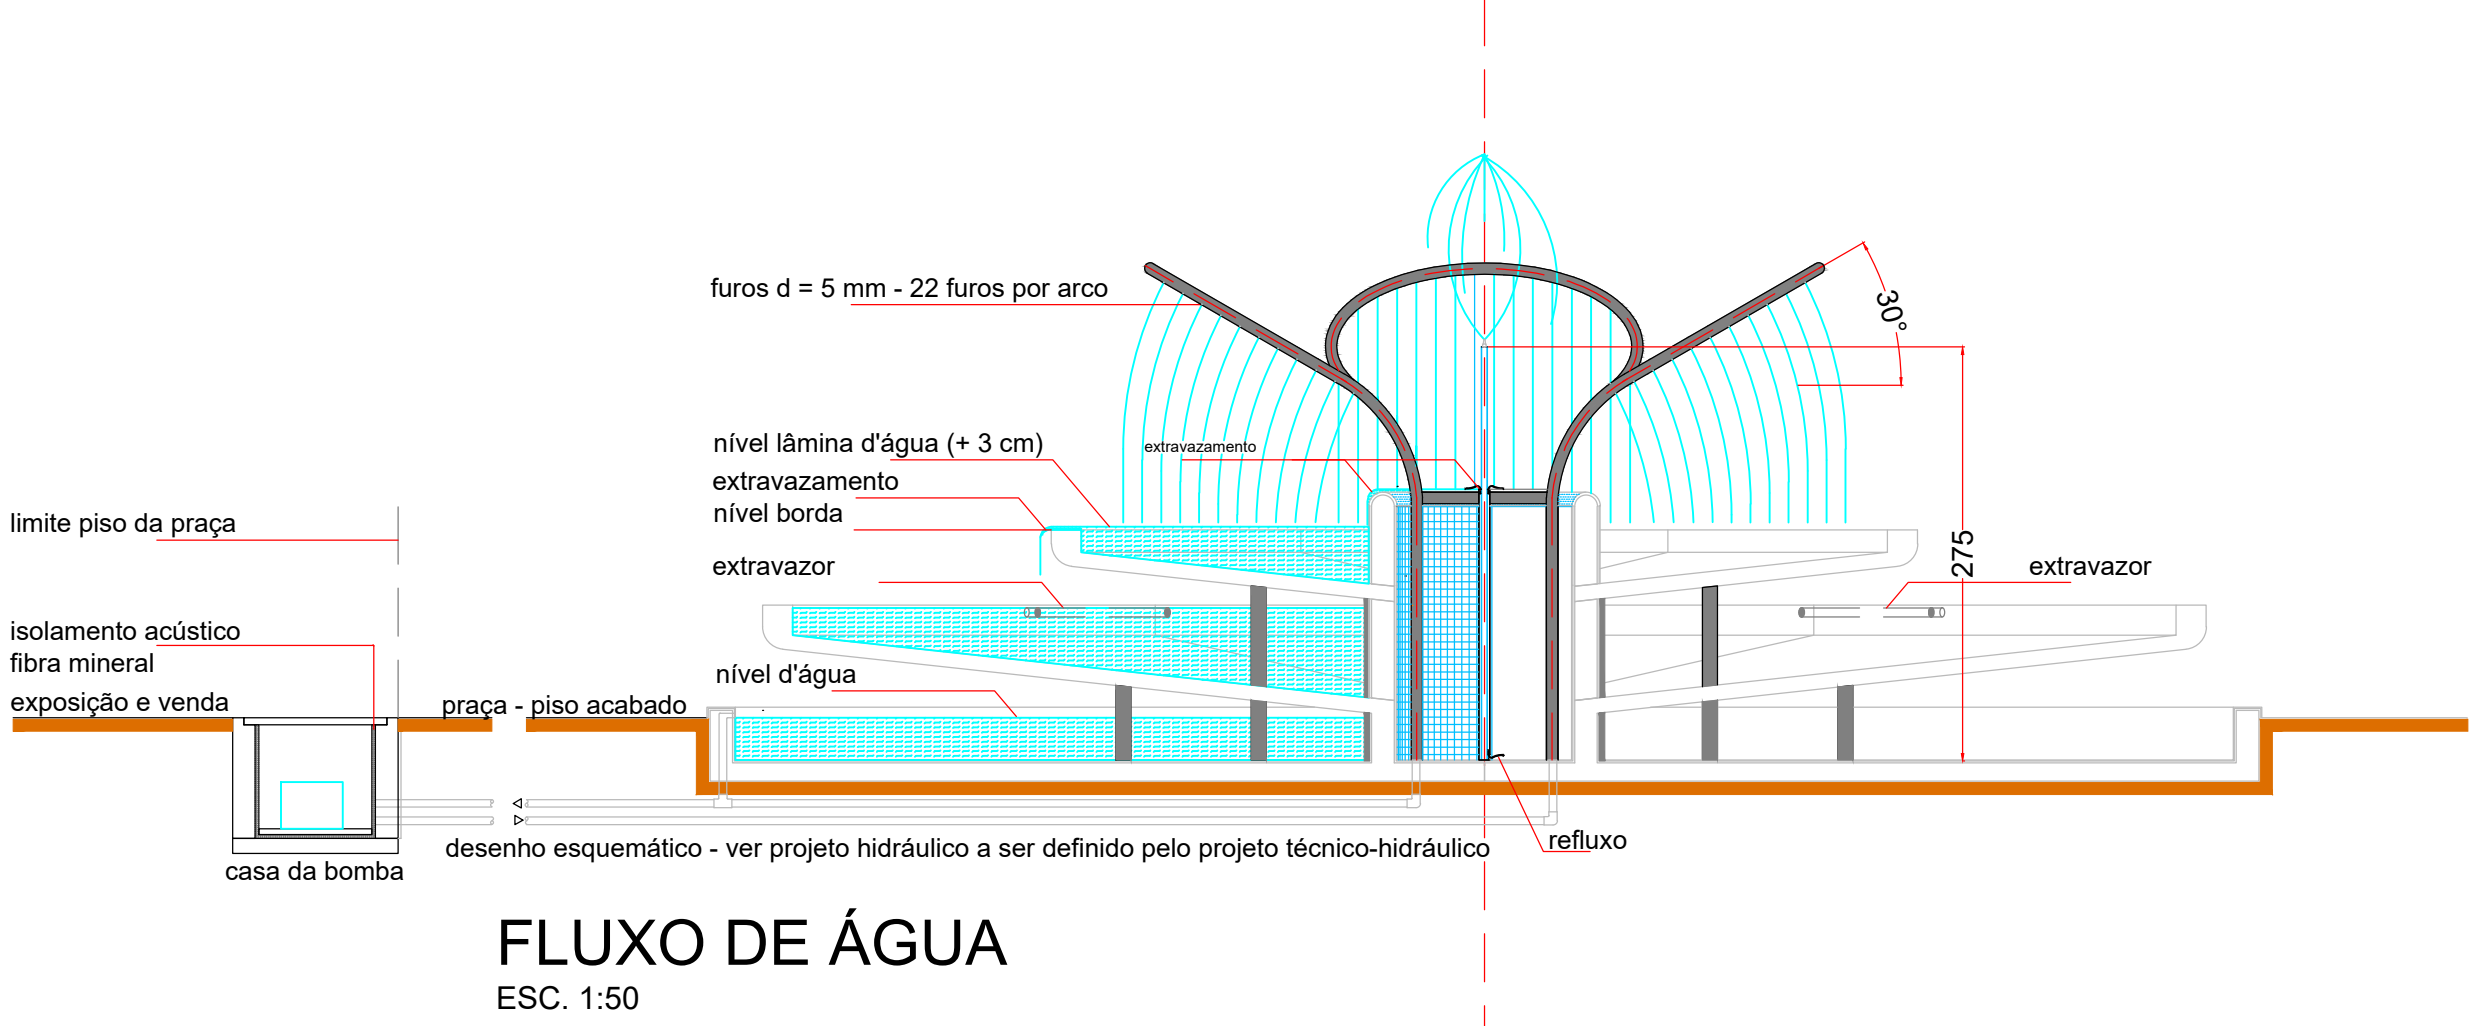 furos d = 5 mm - 22 furos por arco
30°
nível lâmina d'água (+ 3 cm)
extravazamento
extravazamento
nível borda
limite piso da praça
extravazor
275
extravazor
isolamento acústico
fibra mineral
nível d'água
exposição e venda
praça - piso acabado
desenho esquemático - ver projeto hidráulico a ser definido pelo projeto técnico-hidráulico
refluxo
casa da bomba
FLUXO DE ÁGUA
ESC. 1:50